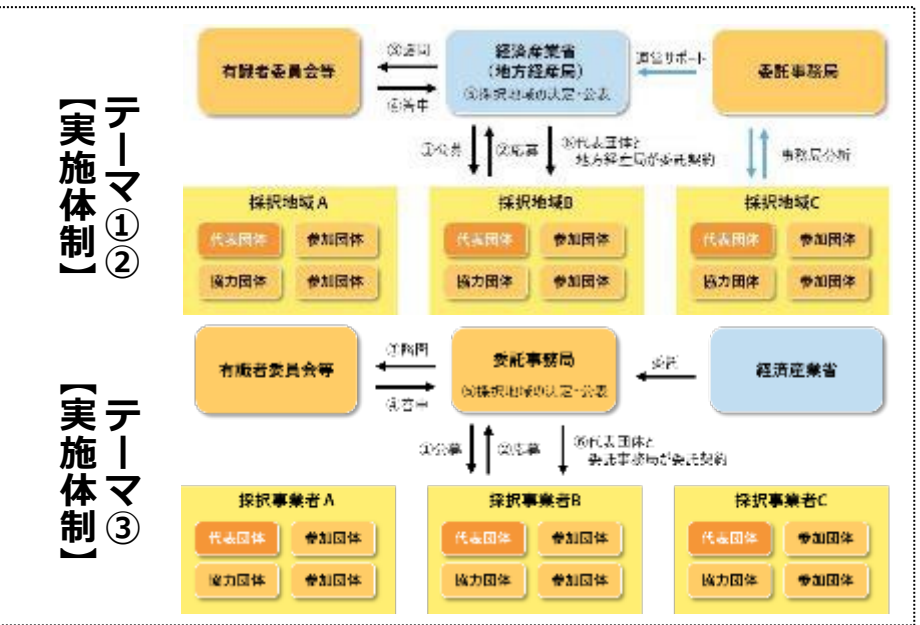 テーマ①②
【実施体制】
有識者委員会等
③諮問
④答申
経済産業省
(地方経産局)
⑤採択地域の決定・公表
運営サポート
委託事務局
①公募
②応募
⑥代表団体と
地方経産局が委託契約
事務局分析
採択地域A
代表団体 参加団体
協力団体 参加団体
採択地域B
代表団体 参加団体
協力団体 参加団体
採択地域C
代表団体 参加団体
協力団体 参加団体
テーマ③
【実施体制】
有識者委員会等
③諮問
④答申
委託事務局
⑤採択地域の決定・公表
委託
経済産業省
①公募
②応募
⑥代表団体と
委託事務局が委託契約
採択事業者A
代表団体 参加団体
協力団体 参加団体
採択事業者B
代表団体 参加団体
協力団体 参加団体
採択事業者C
代表団体 参加団体
協力団体 参加団体